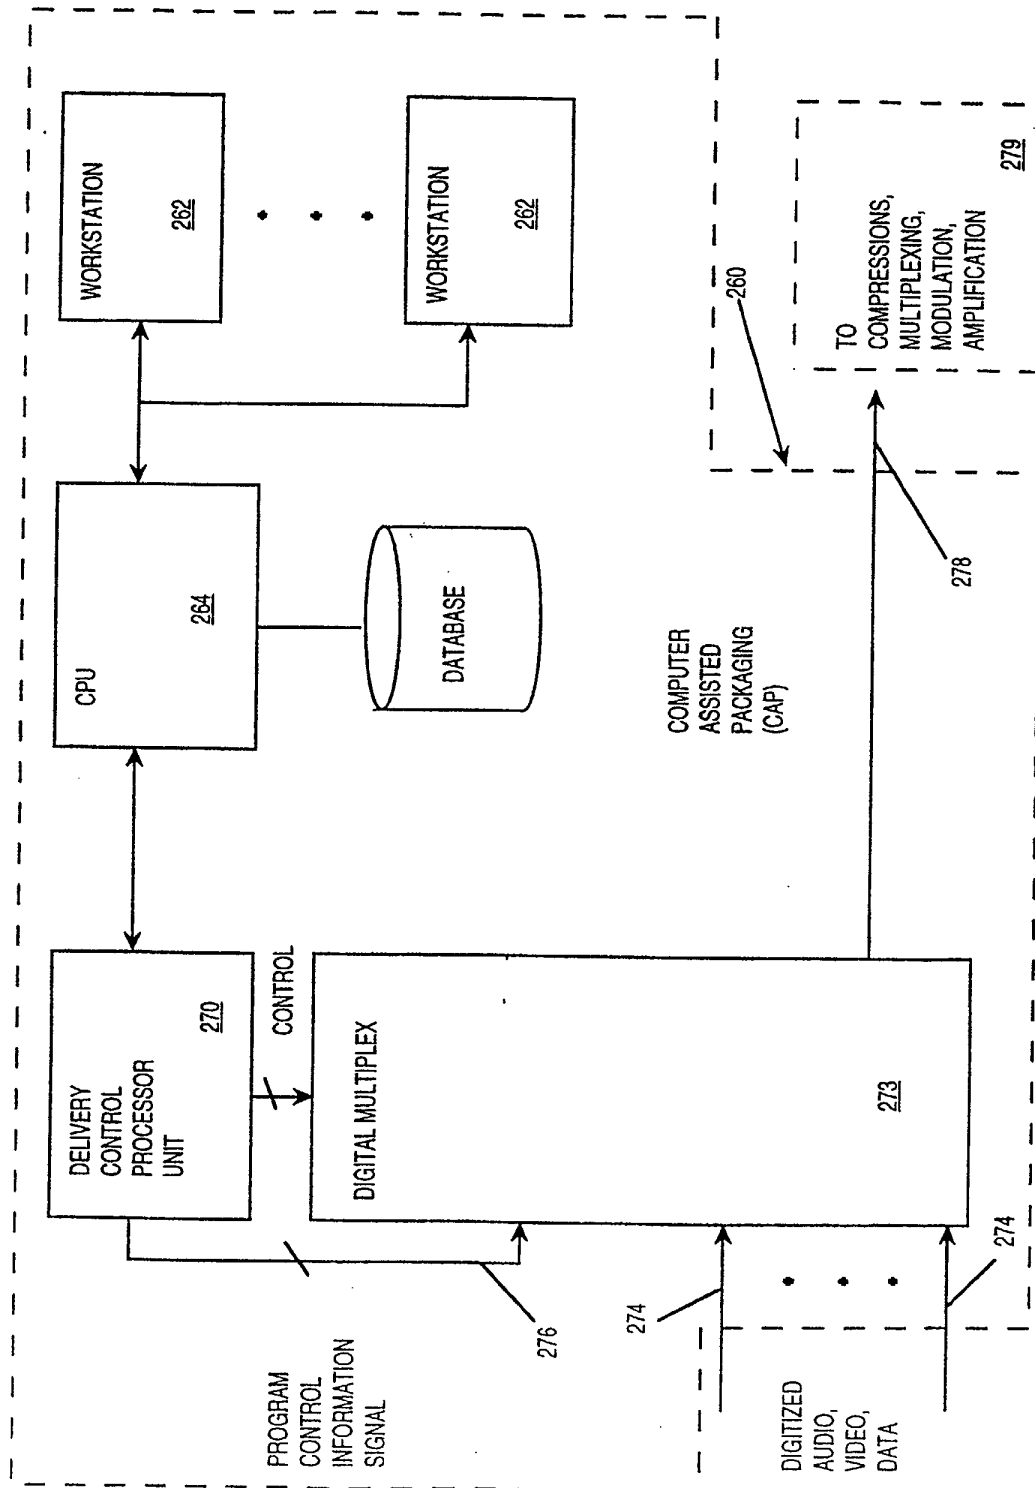 DELIVERY
CONTROL
PROCESSOR
UNIT
270
CPU
264
WORKSTATION
262
WORKSTATION
262
DATABASE
CONTROL
PROGRAM
CONTROL
INFORMATION
SIGNAL
276
DIGITAL MULTIPLEX
273
COMPUTER
ASSISTED
PACKAGING
(CAP)
260
274
274
DIGITIZED
AUDIO,
VIDEO,
DATA
278
TO
COMPRESSIONS,
MULTIPLEXING,
MODULATION,
AMPLIFICATION
279